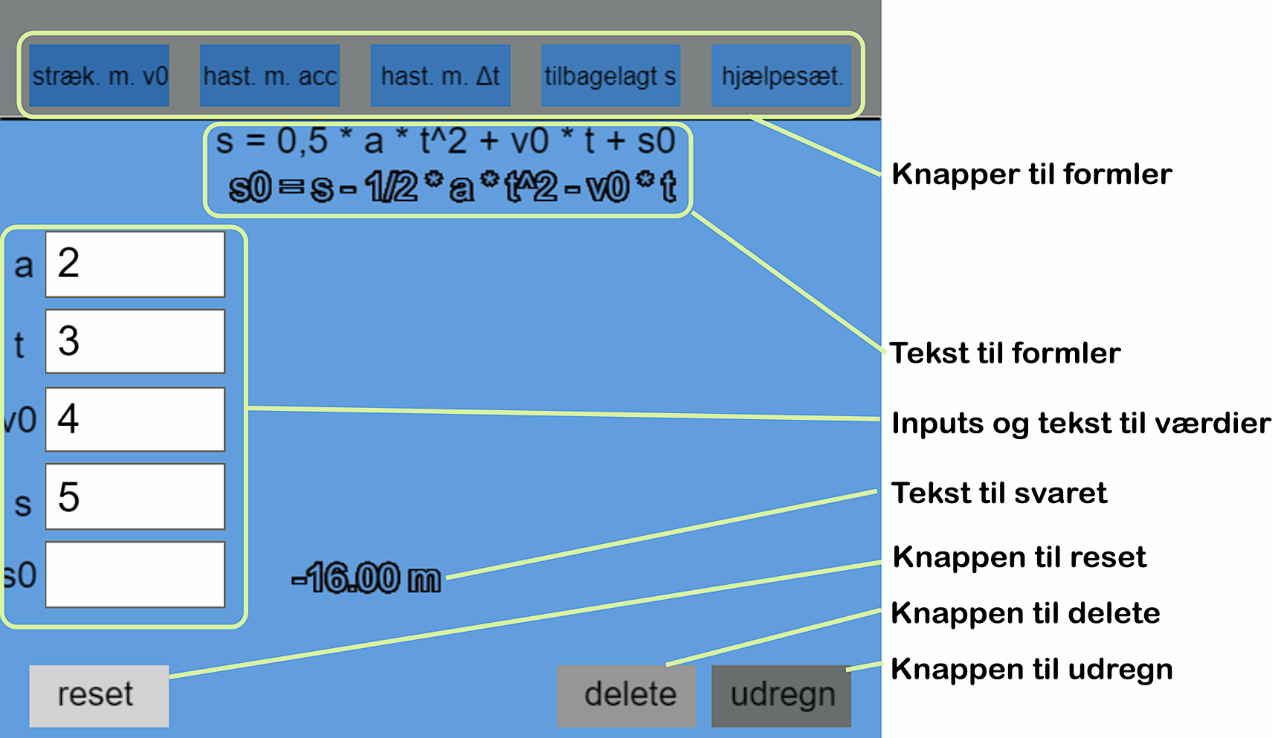 stræk. m. v0 hast. m. acc hast. m. Δt tilbagelagt s hjælpesæt.
s = 0,5 * a * t^2 + v0 * t + s0
s0 = s - 1/2 * a * t^2 - v0 * t
Knapper til formler
a 2
t 3
v0 4
s 5
s0
-16.00 m
Tekst til formler
Inputs og tekst til værdier
Tekst til svaret
Knappen til reset
Knappen til delete
Knappen til udregn
reset delete udregn